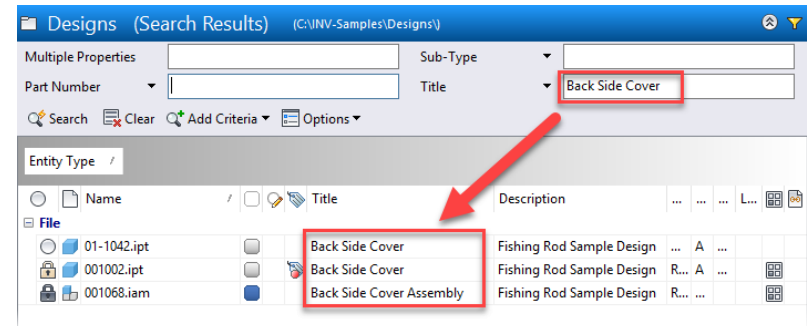 Designs (Search Results) (C:\INV-Samples\Designs\)
Multiple Properties Sub-Type
Part Number Title Back Side Cover
Search Clear Add Criteria Options
Entity Type /
Name / Title Description ... ... ... L...
File
01-1042.ipt Back Side Cover Fishing Rod Sample Design ... A ...
001002.ipt Back Side Cover Fishing Rod Sample Design R... A ...
001068.iam Back Side Cover Assembly Fishing Rod Sample Design R... ...